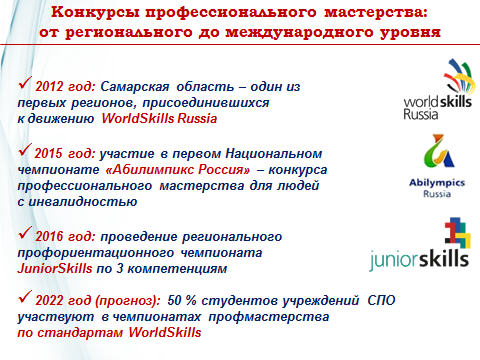 Конкурсы профессионального мастерства:
от регионального до международного уровня
2012 год: Самарская область – один из
первых регионов, присоединившихся
к движению WorldSkills Russia
worldskills
Russia
2015 год: участие в первом Национальном
чемпионате «Абилимпикс Россия» – конкурса
профессионального мастерства для людей
с инвалидностью
Abilympics
Russia
2016 год: проведение регионального
профориентационного чемпионата
JuniorSkills по 3 компетенциям
juniorskills
2022 год (прогноз): 50 % студентов учреждений СПО
участвуют в чемпионатах профмастерства
по стандартам WorldSkills